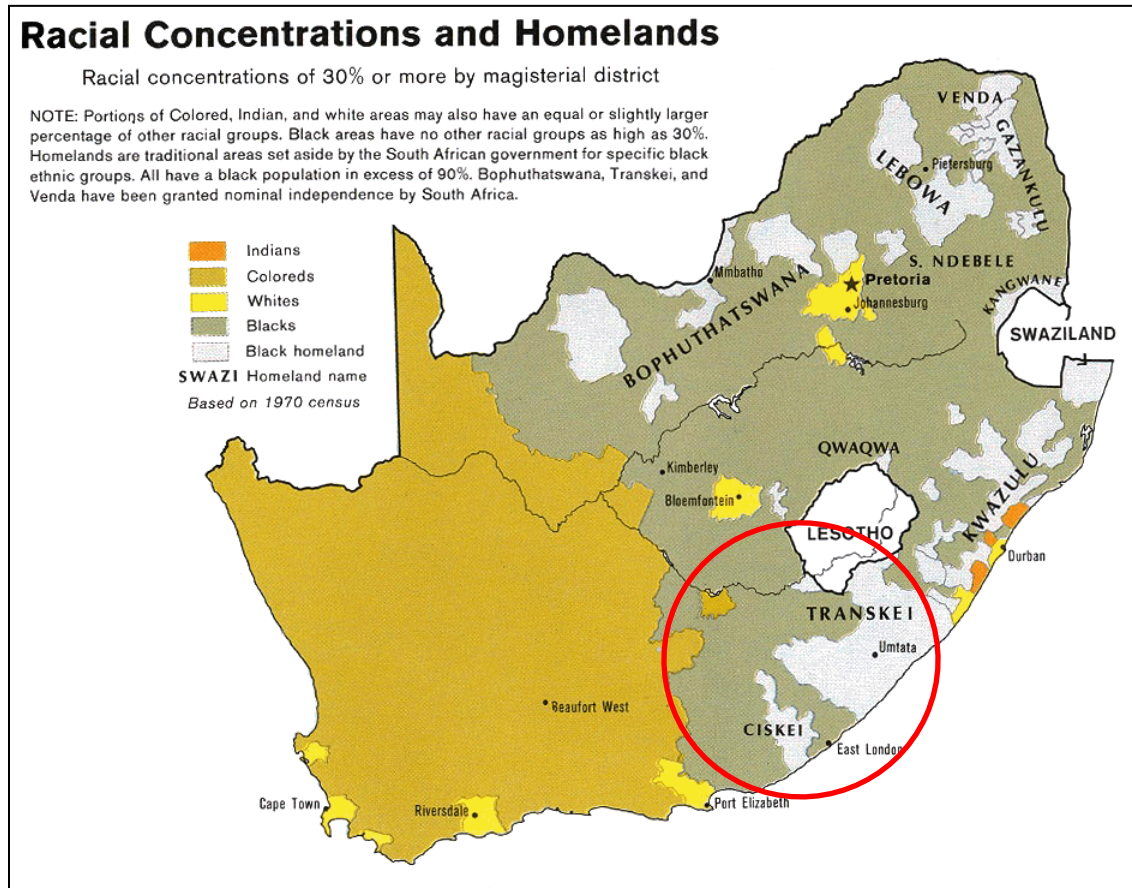 Racial Concentrations and Homelands
Racial concentrations of 30% or more by magisterial district
NOTE: Portions of Colored, Indian, and white areas may also have an equal or slightly larger
percentage of other racial groups. Black areas have no other racial groups as high as 30%.
Homelands are traditional areas set aside by the South African government for specific black
ethnic groups. All have a black population in excess of 90%. Bophuthatswana, Transkei, and
Venda have been granted nominal independence by South Africa.
Indians
Coloreds
Whites
Blacks
Black homeland
SWAZI Homeland name
Based on 1970 census
VENDA
GAZANKULU
LEBOWA
Pietersburg
S. NDEBELE
Mmbatho
Pretoria
KANGWANE
Johannesburg
BOPHUTHATSWANA
SWAZILAND
QWAQWA
Kimberley
KWAZULU
Bloemfontein
LESOTHO
Durban
TRANSKEI
Umtata
Beaufort West
CISKEI
East London
Cape Town
Riversdale
Port Elizabeth